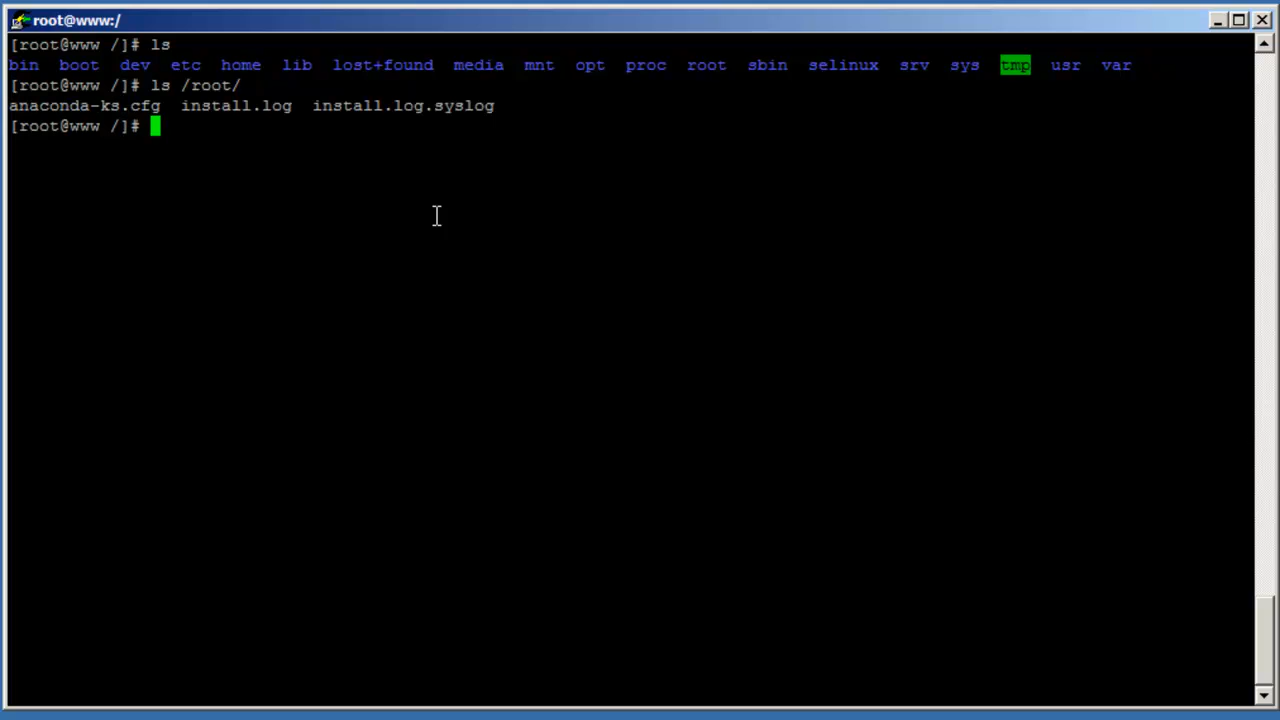 root@www:/
[root@www /]# ls
bin boot dev etc home lib lost+found media mnt opt proc root sbin selinux srv sys tmp usr var
[root@www /]# ls /root/
anaconda-ks.cfg install.log install.log.syslog
[root@www /]#